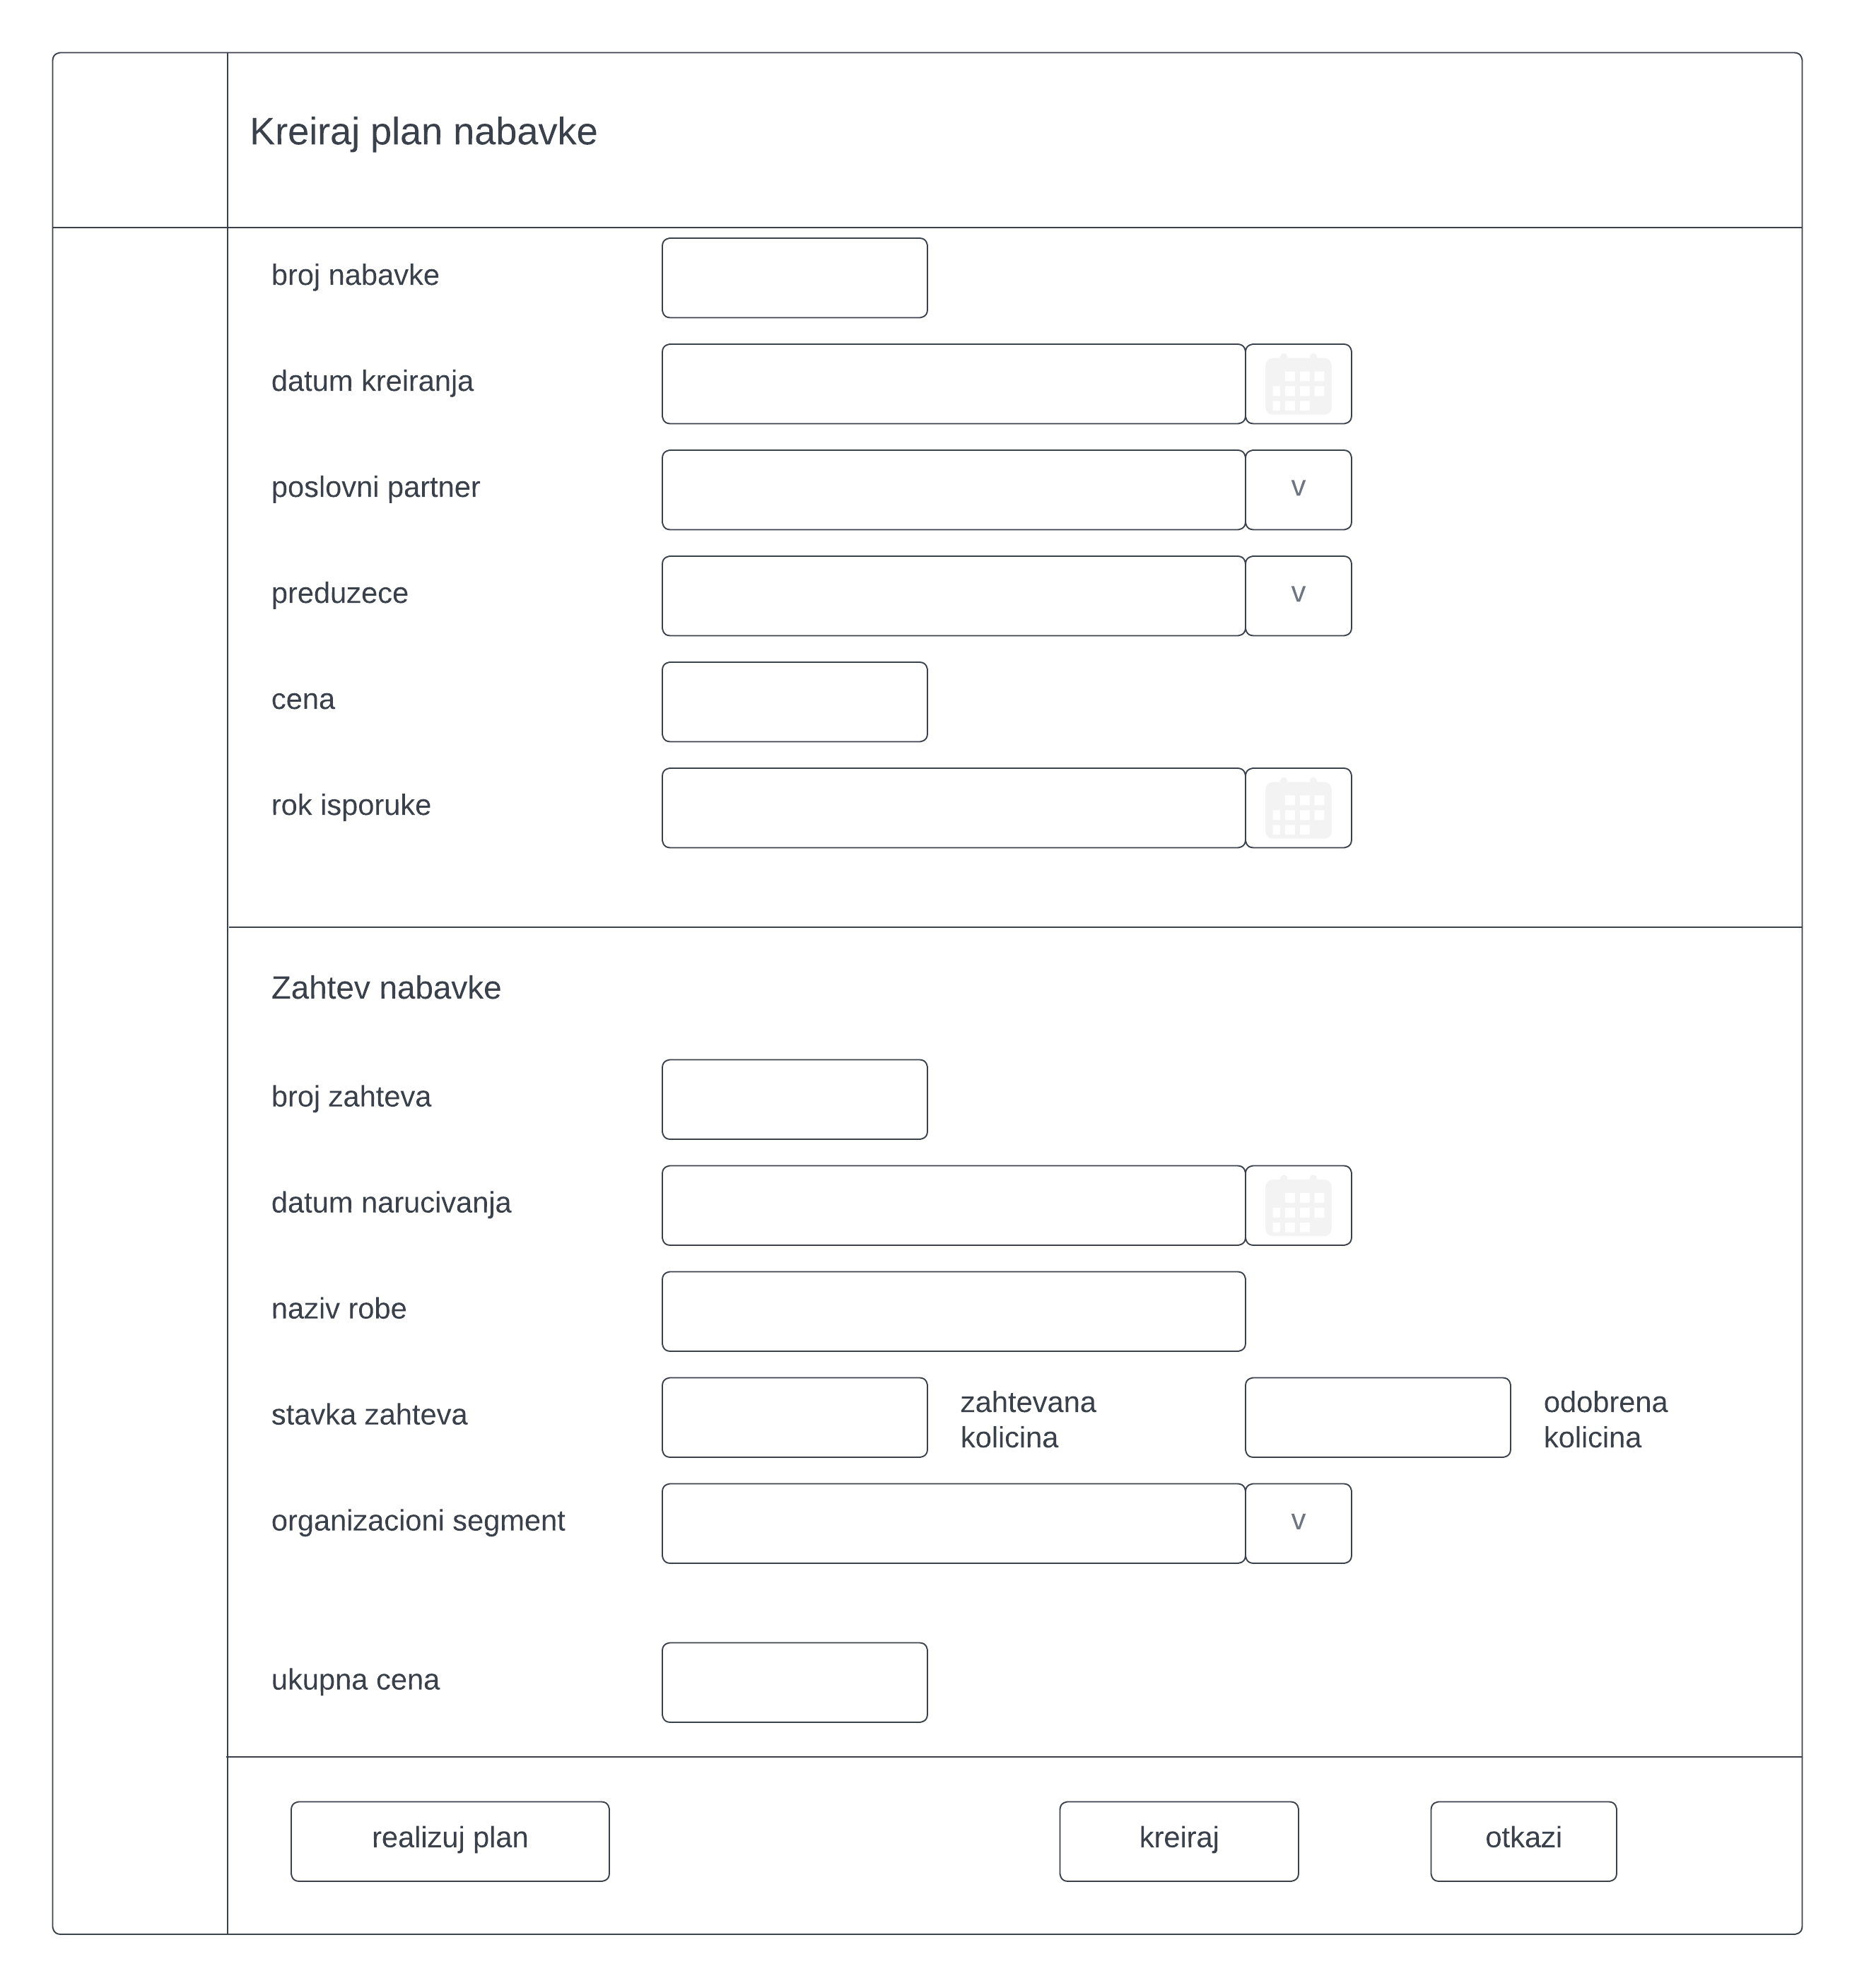 Kreiraj plan nabavke
broj nabavke
datum kreiranja
poslovni partner
v
preduzece
v
cena
rok isporuke
Zahtev nabavke
broj zahteva
datum narucivanja
naziv robe
stavka zahteva
zahtevana
kolicina
odobrena
kolicina
organizacioni segment
v
ukupna cena
realizuj plan
kreiraj
otkazi